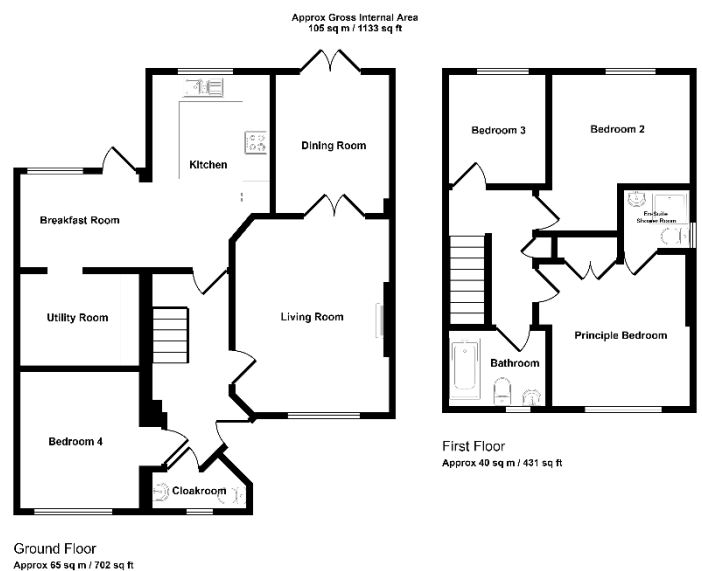 Approx Gross Internal Area
105 sq m / 1133 sq ft
Kitchen
Dining Room
Breakfast Room
Utility Room
Living Room
Bedroom 4
Cloakroom
Ground Floor
Approx 65 sq m / 702 sq ft
Bedroom 3
Bedroom 2
En-Suite
Shower Room
Principle Bedroom
Bathroom
First Floor
Approx 40 sq m / 431 sq ft